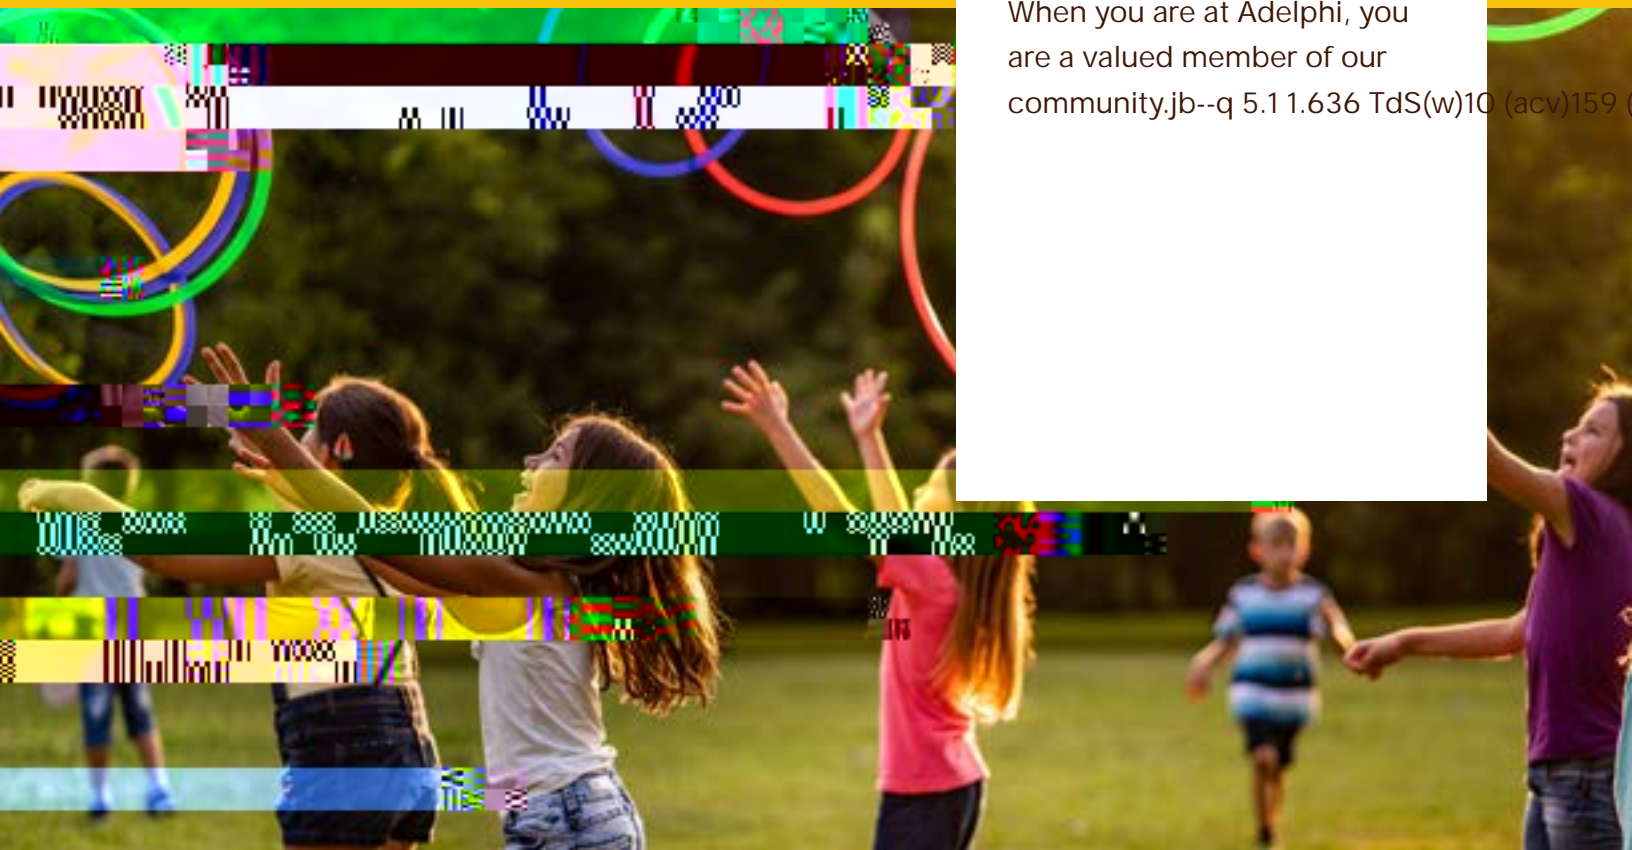 When you are at Adelphi, you
are a valued member of our
community.jb--q 5.1 1.636 TdS(w)10 (acv)159 (